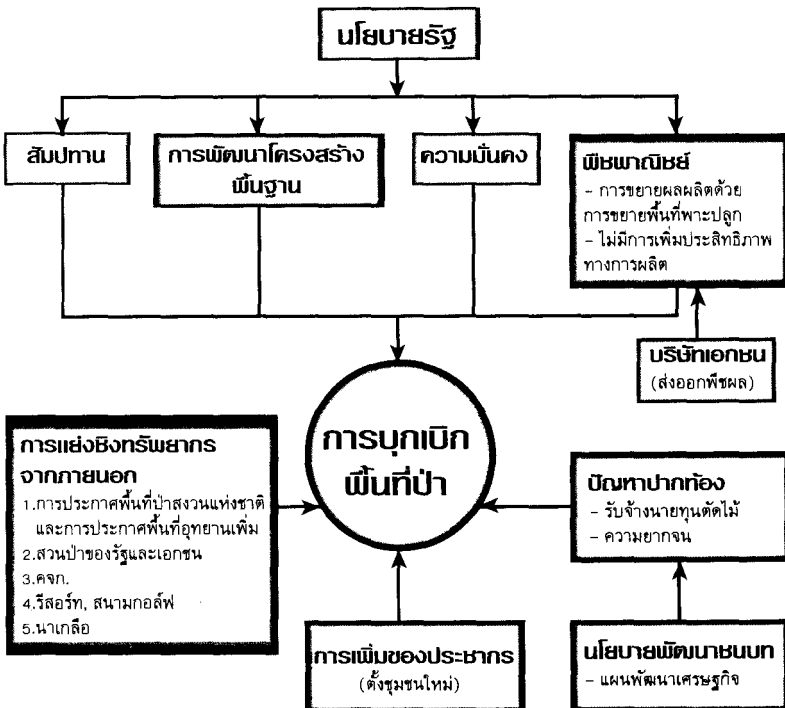 นโยบายรัฐ
สัมปทาน
การพัฒนาโครงสร้าง
พื้นฐาน
ความมั่นคง
พืชพาณิชย์
- การขยายผลผลิตด้วย
การขยายพื้นที่พาะปลูก
- ไม่มีการเพิ่มประสิทธิภาพ
ทางการผลิต
บริษัทเอกชน
(ส่งออกพืชผล)
การบุกเบิก
พื้นที่ป่า
การแย่งชิงทรัพยากร
จากภายนอก
1.การประกาศพื้นที่ป่าสงวนแห่งชาติ
และการประกาศพื้นที่อุทยานเพิ่ม
2.สวนป่าของรัฐและเอกชน
3.คจก.
4.รีสอร์ท, สนามกอล์ฟ
5.นาเกลือ
ปัญหาปากท้อง
- รับจ้างนายทุนตัดไม้
- ความยากจน
การเพิ่มของประชากร
(ตั้งชุมชนใหม่)
นโยบายพัฒนาชนบท
- แผนพัฒนาเศรษฐกิจ